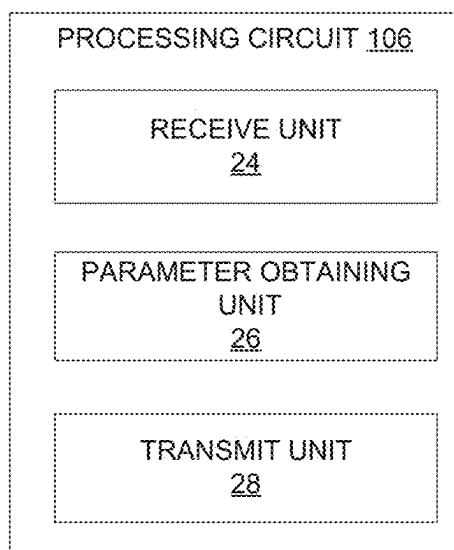 PROCESSING CIRCUIT 106
RECEIVE UNIT
24
PARAMETER OBTAINING
UNIT
26
TRANSMIT UNIT
28